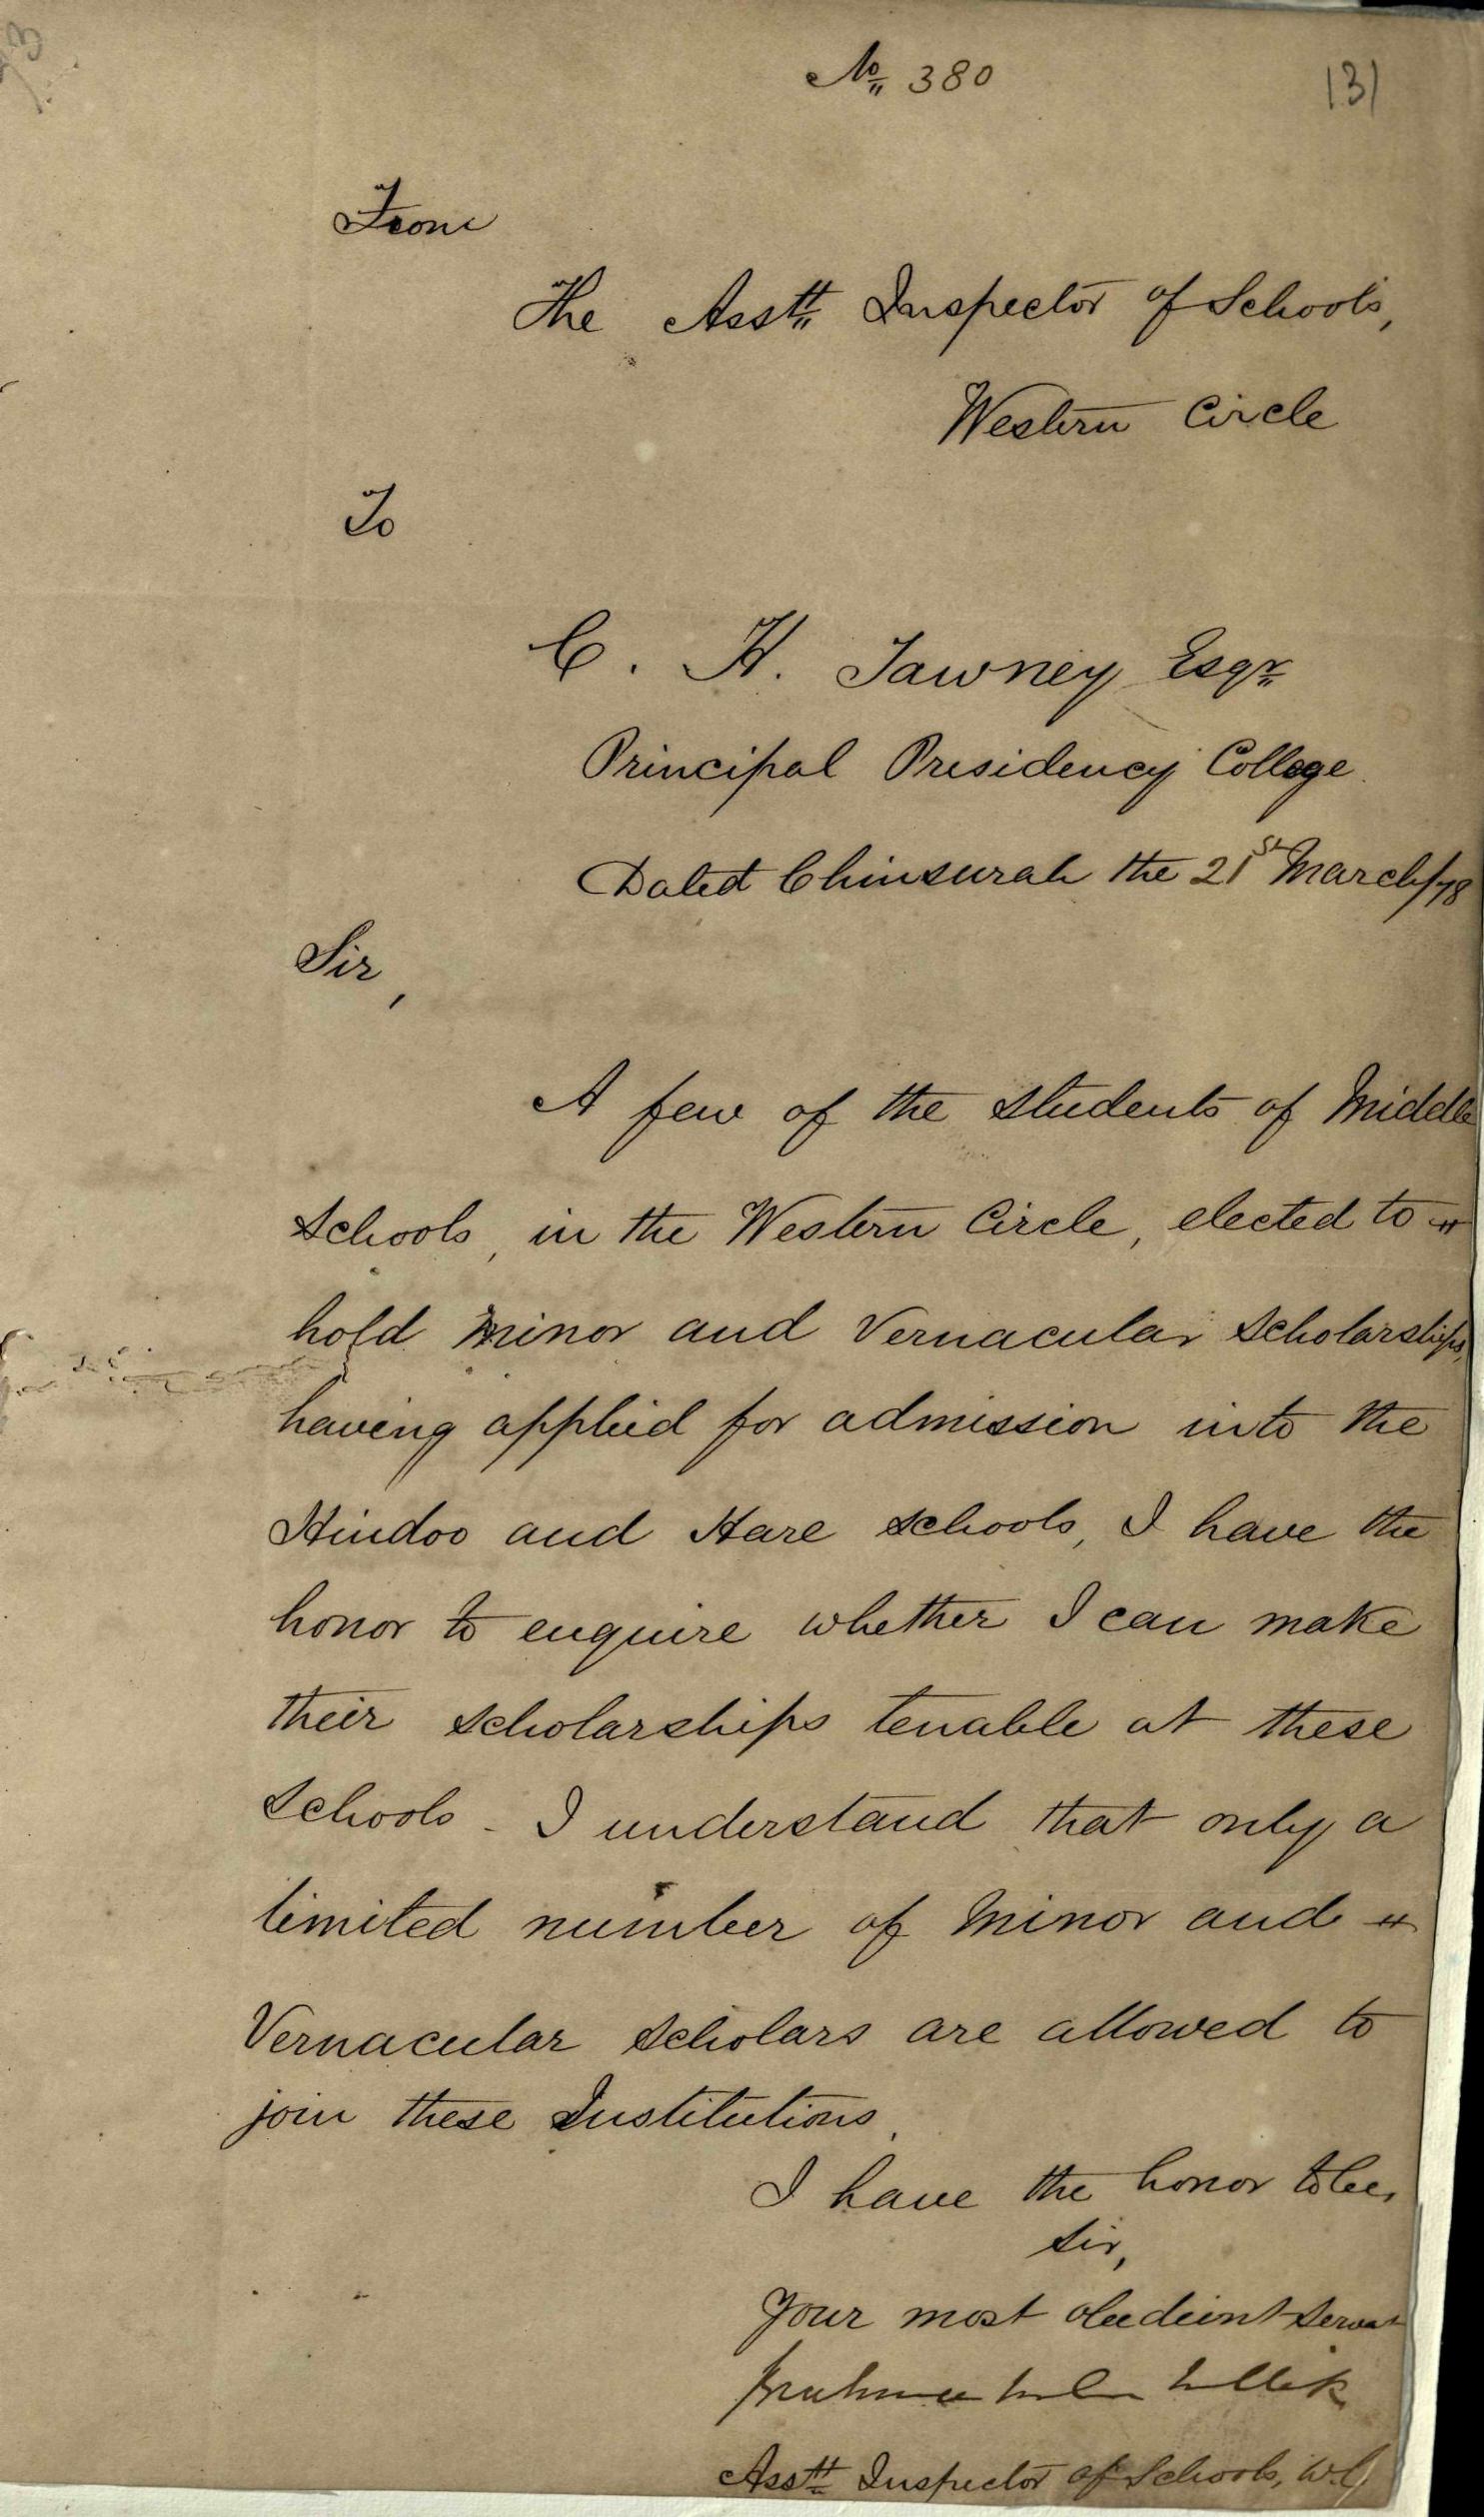 No 380
131
From
The Asstt Inspector of Schools,
Western Circle
To
C. H. Tawney Esqr
Principal Presidency College.
Dated Chinsurah the 21st March/78
Sir,
A few of the students of Middle
Schools, in the Western Circle, elected to
hold minor and Vernacular Scholarships,
having applied for admission into the
Hindoo and Hare schools, I have the
honor to enquire whether I can make
their scholarships tenable at these
Schools - I understand that only a
limited number of Minor and
Vernacular scholars are allowed to
join these Institutions.
I have the honor to be,
Sir,
Your most obedient servant
Mullik
Asstt Inspector of Schools, W.C.